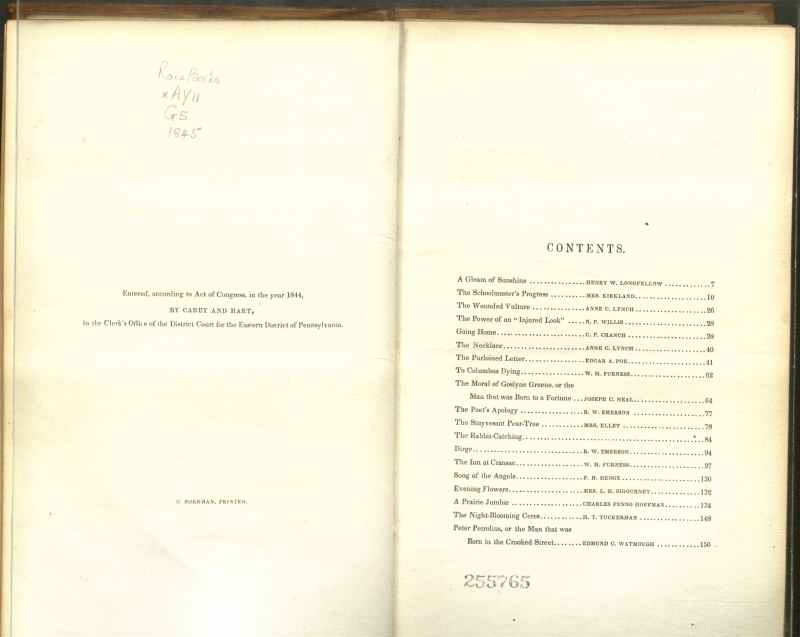 Rare Books
x AY11
G5
1845
Entered, according to Act of Congress, in the year 1844,
BY CAREY AND HART,
in the Clerk's Office of the District Court for the Eastern District of Pennsylvania.
C. SHERMAN, PRINTER.
CONTENTS.
A Gleam of Sunshine ................HENRY W. LONGFELLOW .............7
The Schoolmaster's Progress .........MRS. KIRKLAND....................10
The Wounded Vulture ...............ANNE C. LYNCH ....................26
The Power of an "Injured Look" .....N. P. WILLIS ......................28
Going Home.........................C. P. CRANCH .....................39
The Necklace........................ANNE C. LYNCH ....................40
The Purloined Letter.................EDGAR A. POE......................41
To Columbus Dying..................W. H. FURNESS.....................62
The Moral of Goslyne Greene, or the
Man that was Born to a Fortune ...JOSEPH C. NEAL....................64
The Poet's Apology ..................R. W. EMERSON ....................77
The Stuyvesant Pear-Tree ............MRS. ELLET .......................78
The Halder-Catching..................................................84
Dirge...............................R. W. EMERSON.....................94
The Inn at Cransac...................W. H. FURNESS.....................97
Song of the Angels...................F. H. HEDGE ......................130
Evening Flowers.....................MRS. L. H. SIGOURNEY...............132
A Prairie Jumbie ....................CHARLES FENNO HOFFMAN..........134
The Night-Blooming Ceres............H. T. TUCKERMAN ..................148
Peter Petrolius, or the Man that was
Born in the Crooked Street........EDMUND C. WATMOUGH .............150
255765